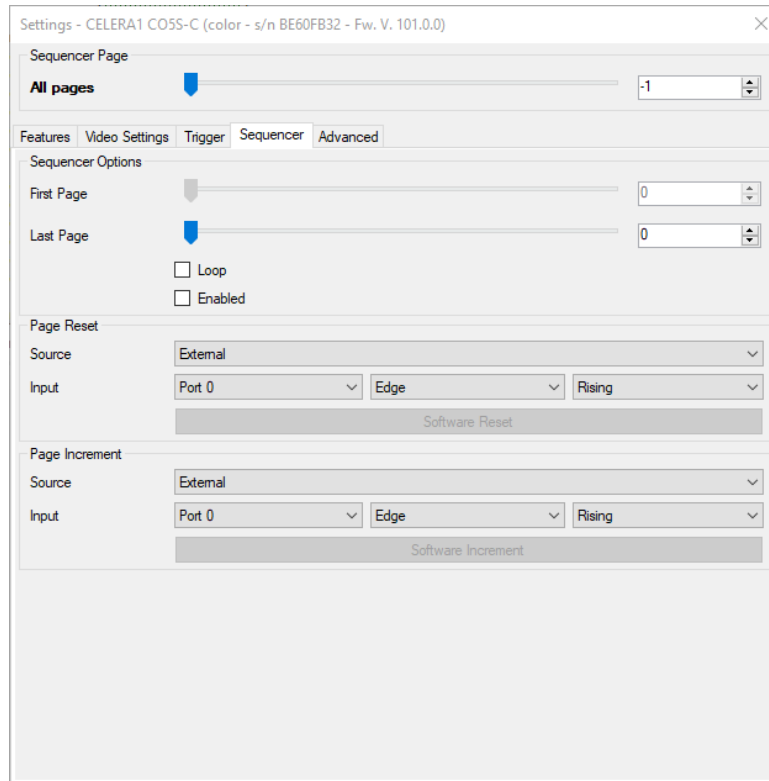 Settings - CELERA1 CO5S-C (color - s/n BE60FB32 - Fw. V. 101.0.0)
Sequencer Page
All pages -1
Features Video Settings Trigger Sequencer Advanced
Sequencer Options
First Page 0
Last Page 0
Loop
Enabled
Page Reset
Source External
Input Port 0 Edge Rising
Software Reset
Page Increment
Source External
Input Port 0 Edge Rising
Software Increment